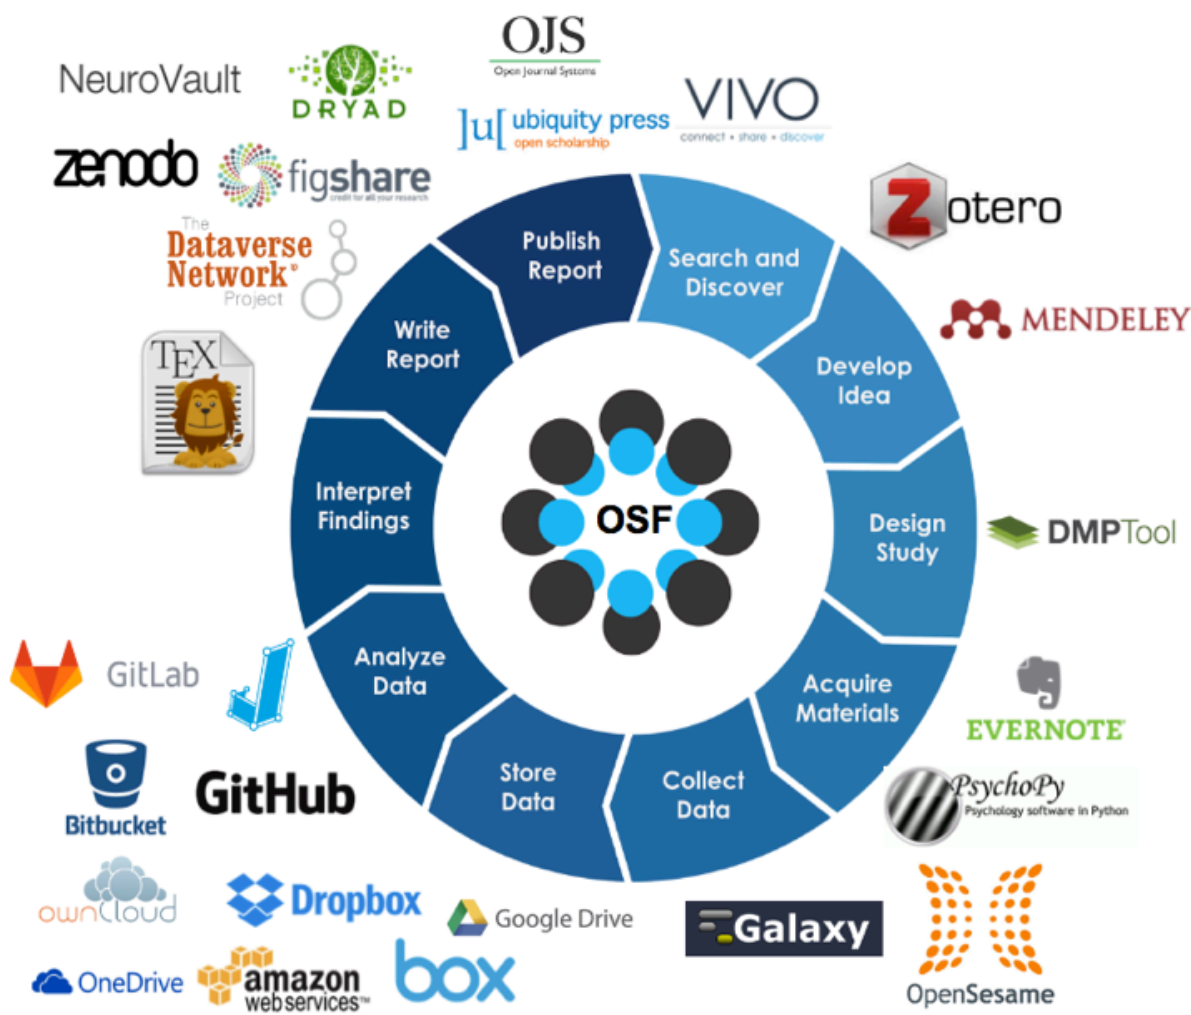 OJS
Open Journal Systems
NeuroVault
DRYAD
]u[ ubiquity press
open scholarship
VIVO
connect • share • discover
zenodo
figshare
credit for all your research
Zotero
The
Dataverse
Network®
Project
MENDELEY
TEX
Publish
Report
Search and
Discover
Develop
Idea
Design
Study
Acquire
Materials
Collect
Data
Store
Data
Analyze
Data
Interpret
Findings
Write
Report
OSF
DMPTool
GitLab
EVERNOTE®
Bitbucket
GitHub
PsychoPy
Psychology software in Python
ownCloud
Dropbox
Google Drive
Galaxy
OneDrive
amazon
web services™
box
OpenSesame